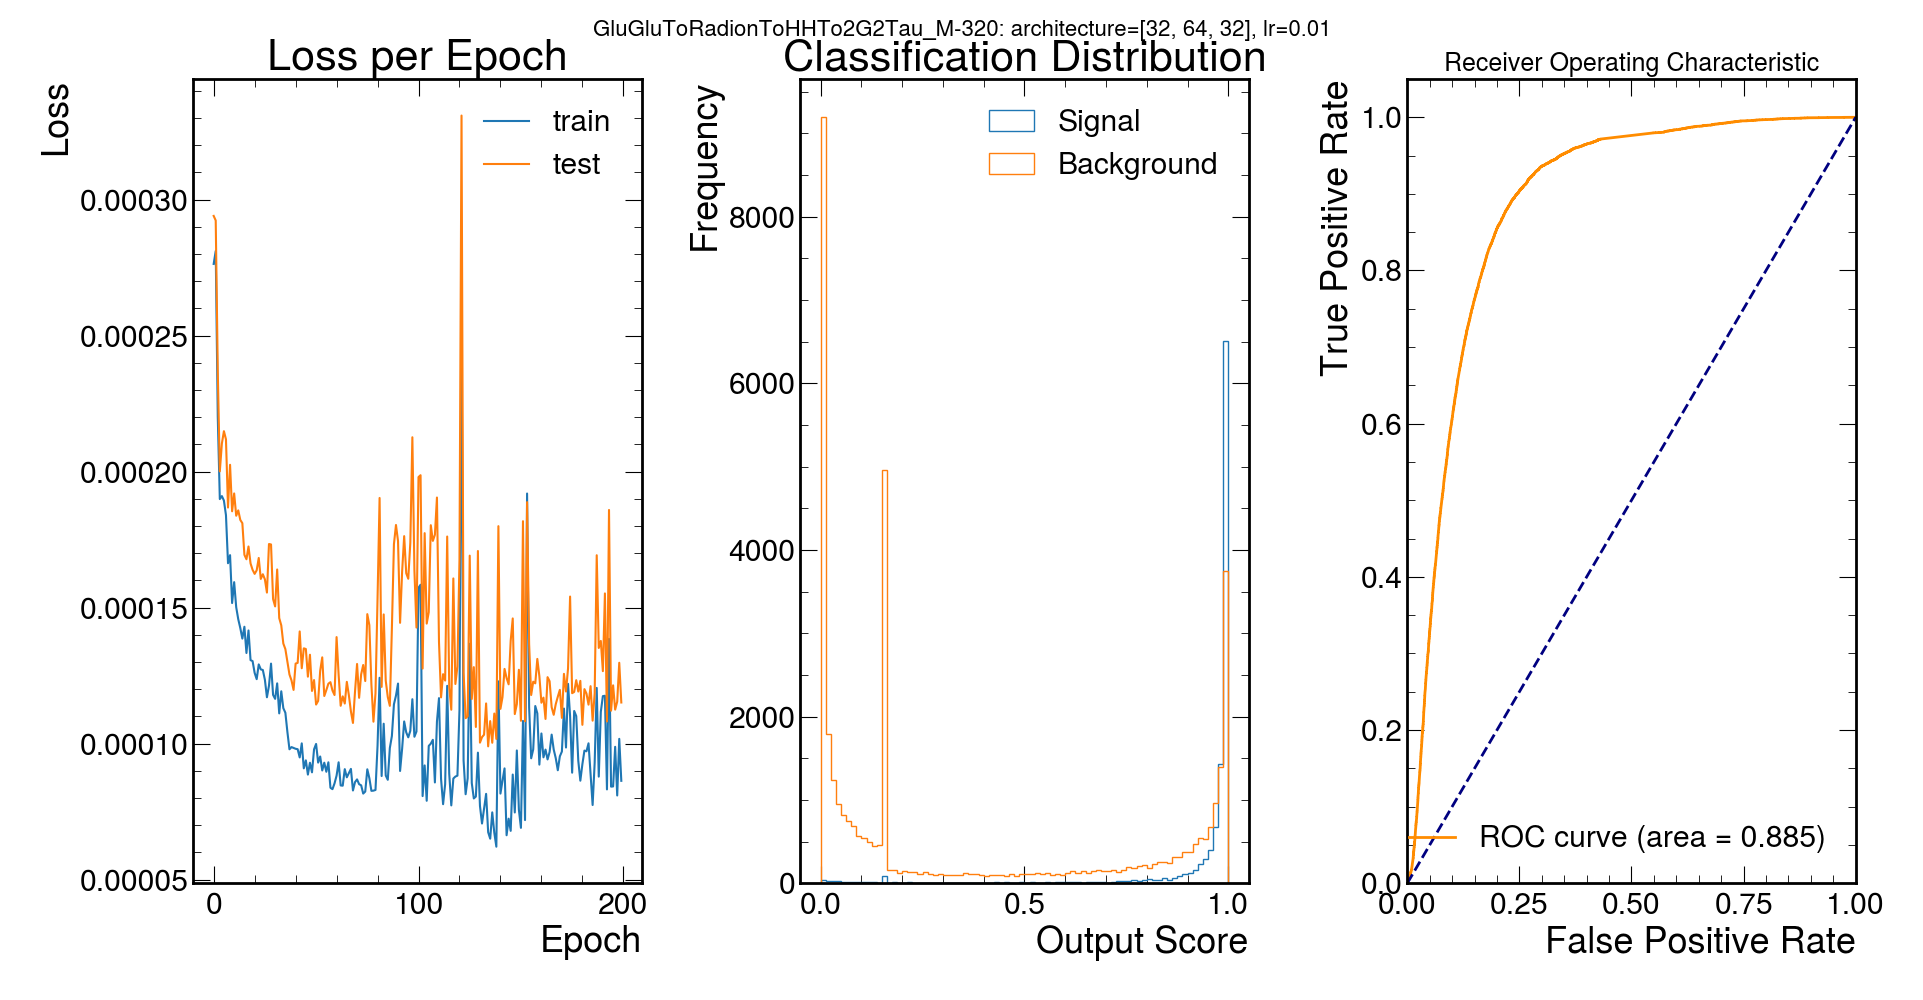 GluGluToRadionToHHTo2G2Tau_M-320: architecture=[32, 64, 32], lr=0.01
Loss per Epoch
Loss
train
test
0.00030
0.00025
0.00020
0.00015
0.00010
0.00005
0
100
200
Epoch
Classification Distribution
Frequency
Signal
Background
8000
6000
4000
2000
0
0.0
0.5
1.0
Output Score
Receiver Operating Characteristic
True Positive Rate
1.0
0.8
0.6
0.4
0.2
0.0
ROC curve (area = 0.885)
0.00
0.25
0.50
0.75
1.00
False Positive Rate